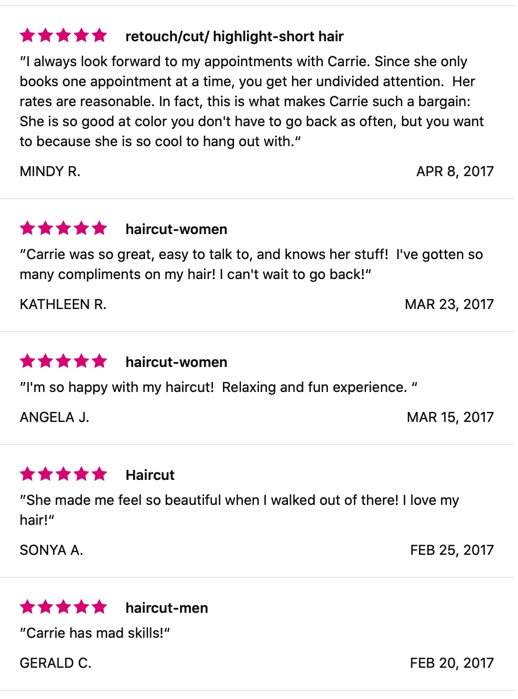 retouch/cut/ highlight-short hair
”I always look forward to my appointments with Carrie. Since she only
books one appointment at a time, you get her undivided attention.  Her
rates are reasonable. In fact, this is what makes Carrie such a bargain:
She is so good at color you don't have to go back as often, but you want
to because she is so cool to hang out with.“
MINDY R. APR 8, 2017
haircut-women
”Carrie was so great, easy to talk to, and knows her stuff!  I've gotten so
many compliments on my hair! I can't wait to go back!“
KATHLEEN R. MAR 23, 2017
haircut-women
”I'm so happy with my haircut!  Relaxing and fun experience. “
ANGELA J. MAR 15, 2017
Haircut
”She made me feel so beautiful when I walked out of there! I love my
hair!“
SONYA A. FEB 25, 2017
haircut-men
”Carrie has mad skills!“
GERALD C. FEB 20, 2017